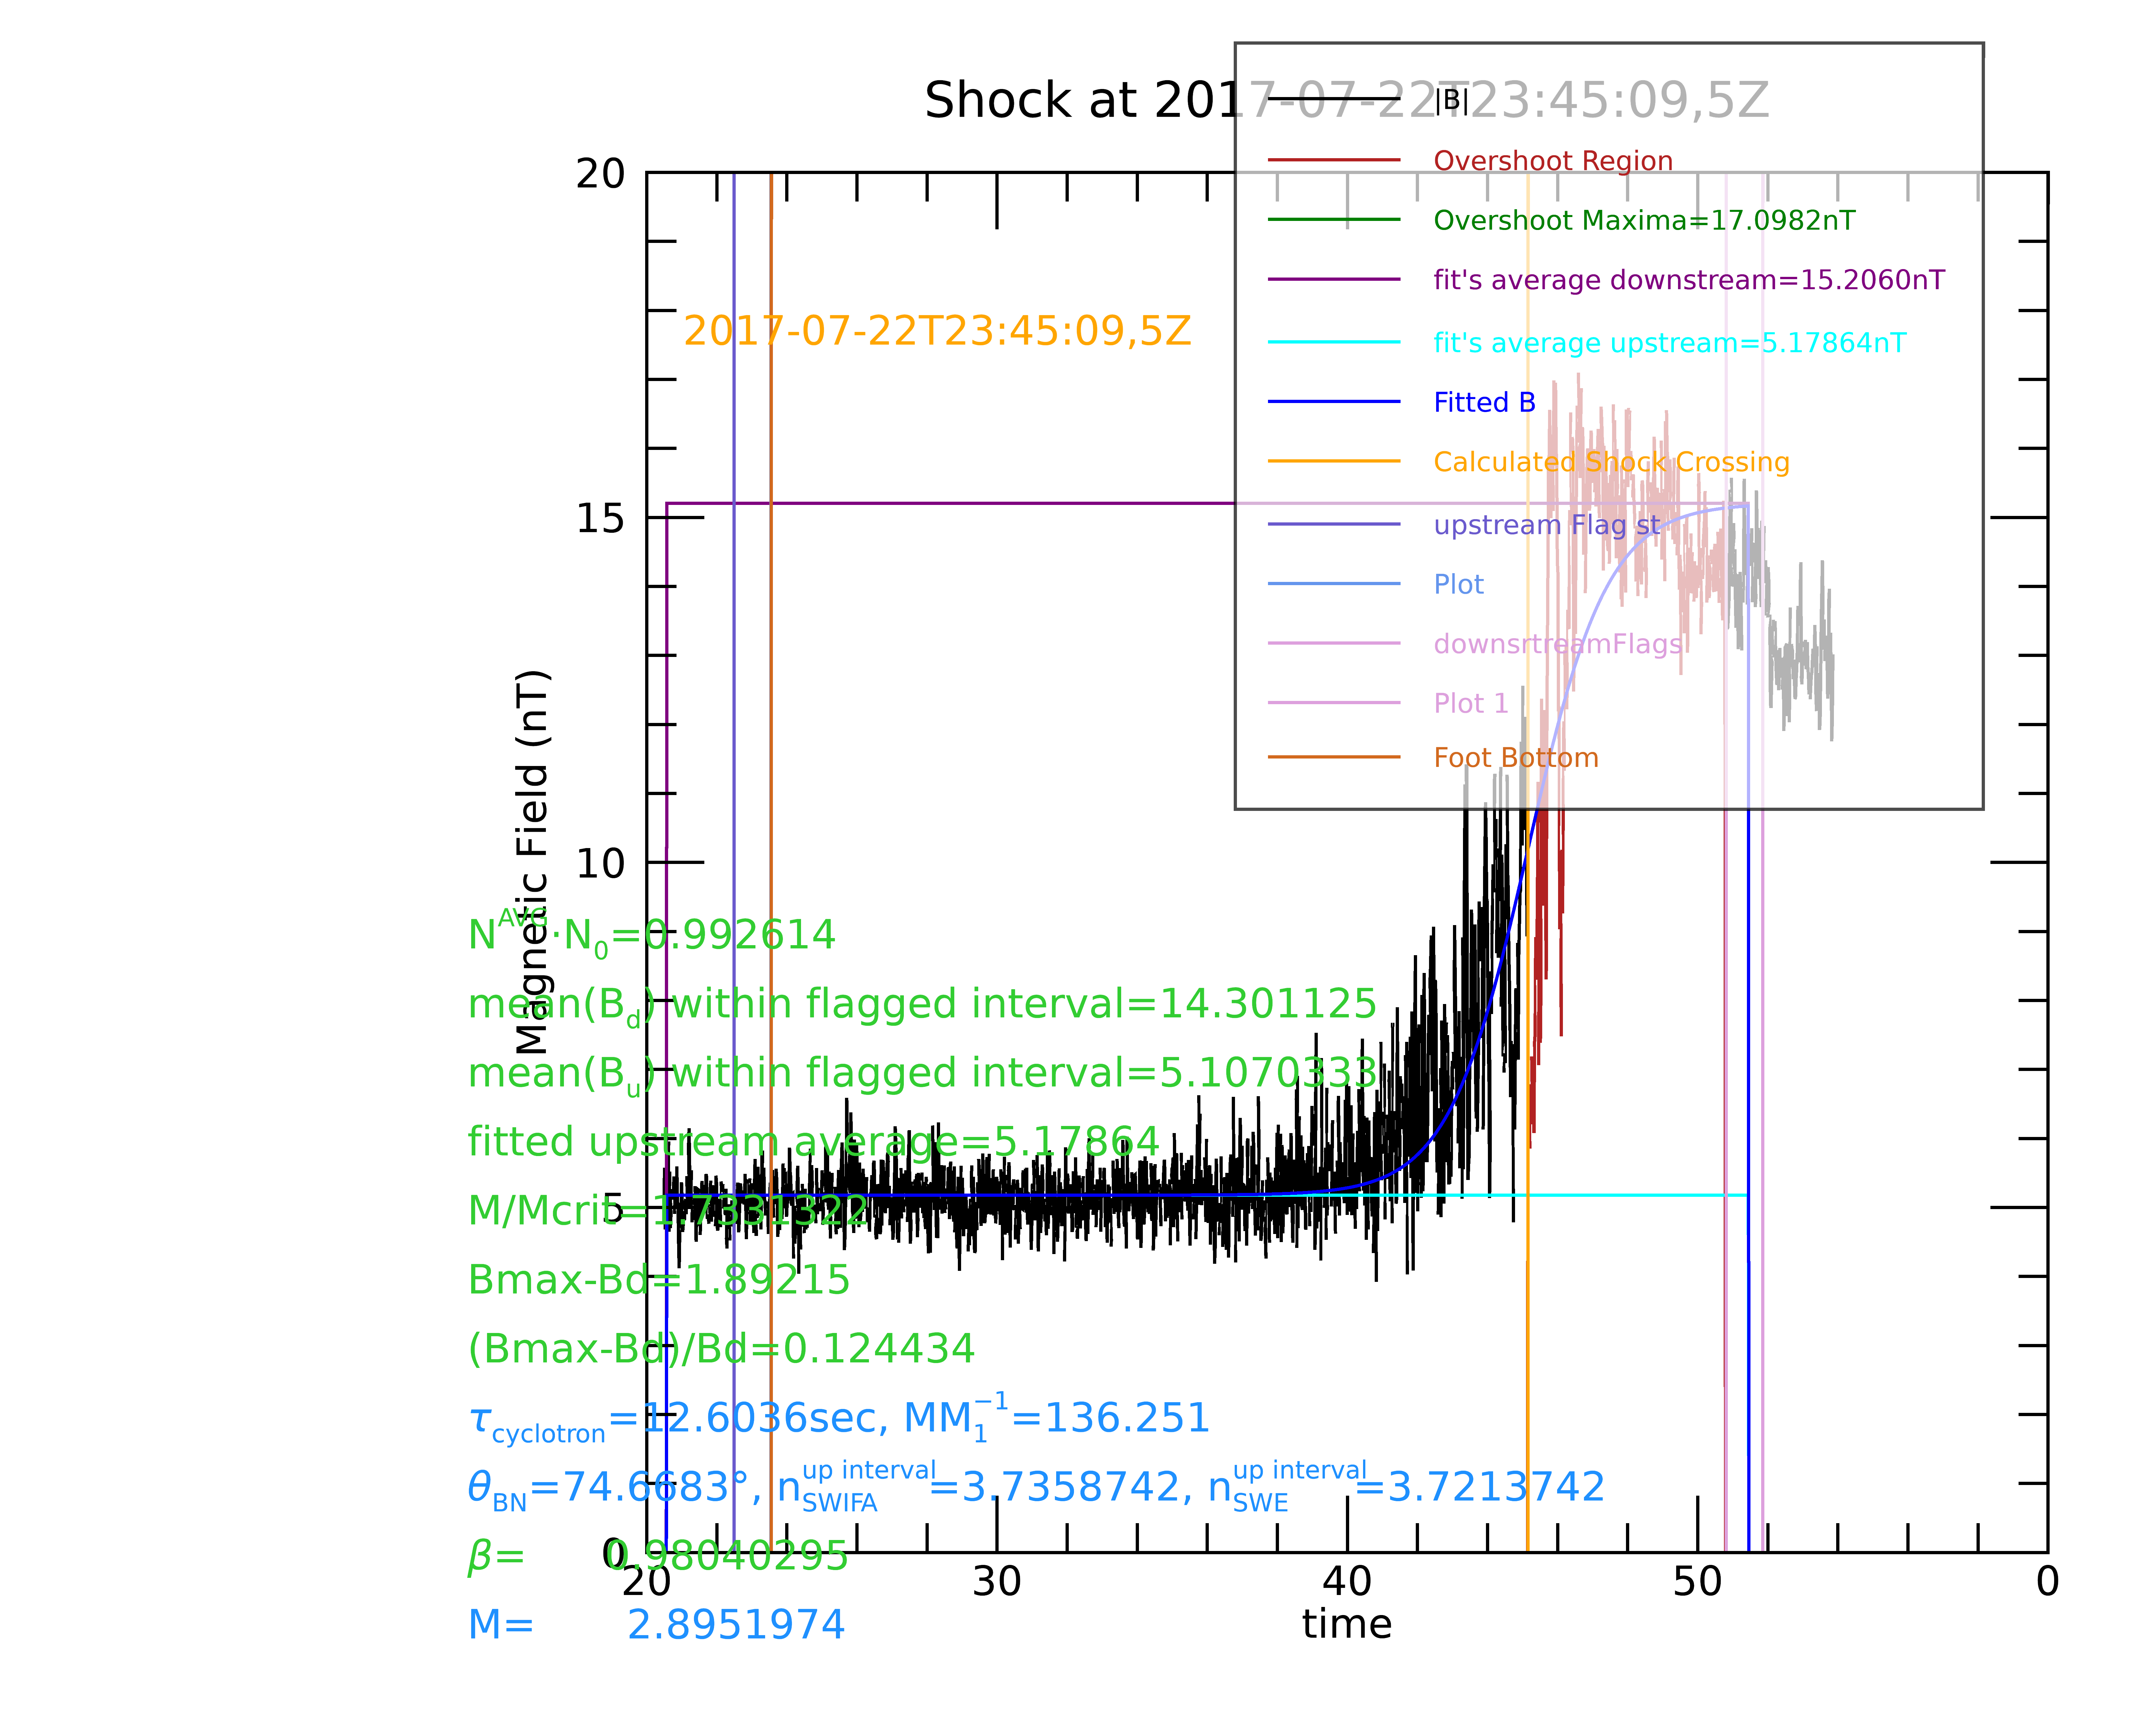 Shock at 2017-07-22T23:45:09,5Z
|B|
Overshoot Region
Overshoot Maxima=17.0982nT
fit's average downstream=15.2060nT
fit's average upstream=5.17864nT
Fitted B
Calculated Shock Crossing
upstream Flag st
Plot
downsrtreamFlags
Plot 1
Foot Bottom
2017-07-22T23:45:09,5Z
20
15
10
5
0
Magnetic Field (nT)
N^AVG·N_0=0.992614
mean(B_d) within flagged interval=14.301125
mean(B_u) within flagged interval=5.1070333
fitted upstream average=5.17864
M/Mcrit=1.7331322
Bmax-Bd=1.89215
(Bmax-Bd)/Bd=0.124434
τ_cyclotron=12.6036sec, MM_1^−1=136.251
θ_BN=74.6683°, n_SWIFA^up interval=3.7358742, n_SWE^up interval=3.7213742
β= 0.98040295
M= 2.8951974
20 30 40 50 0
time